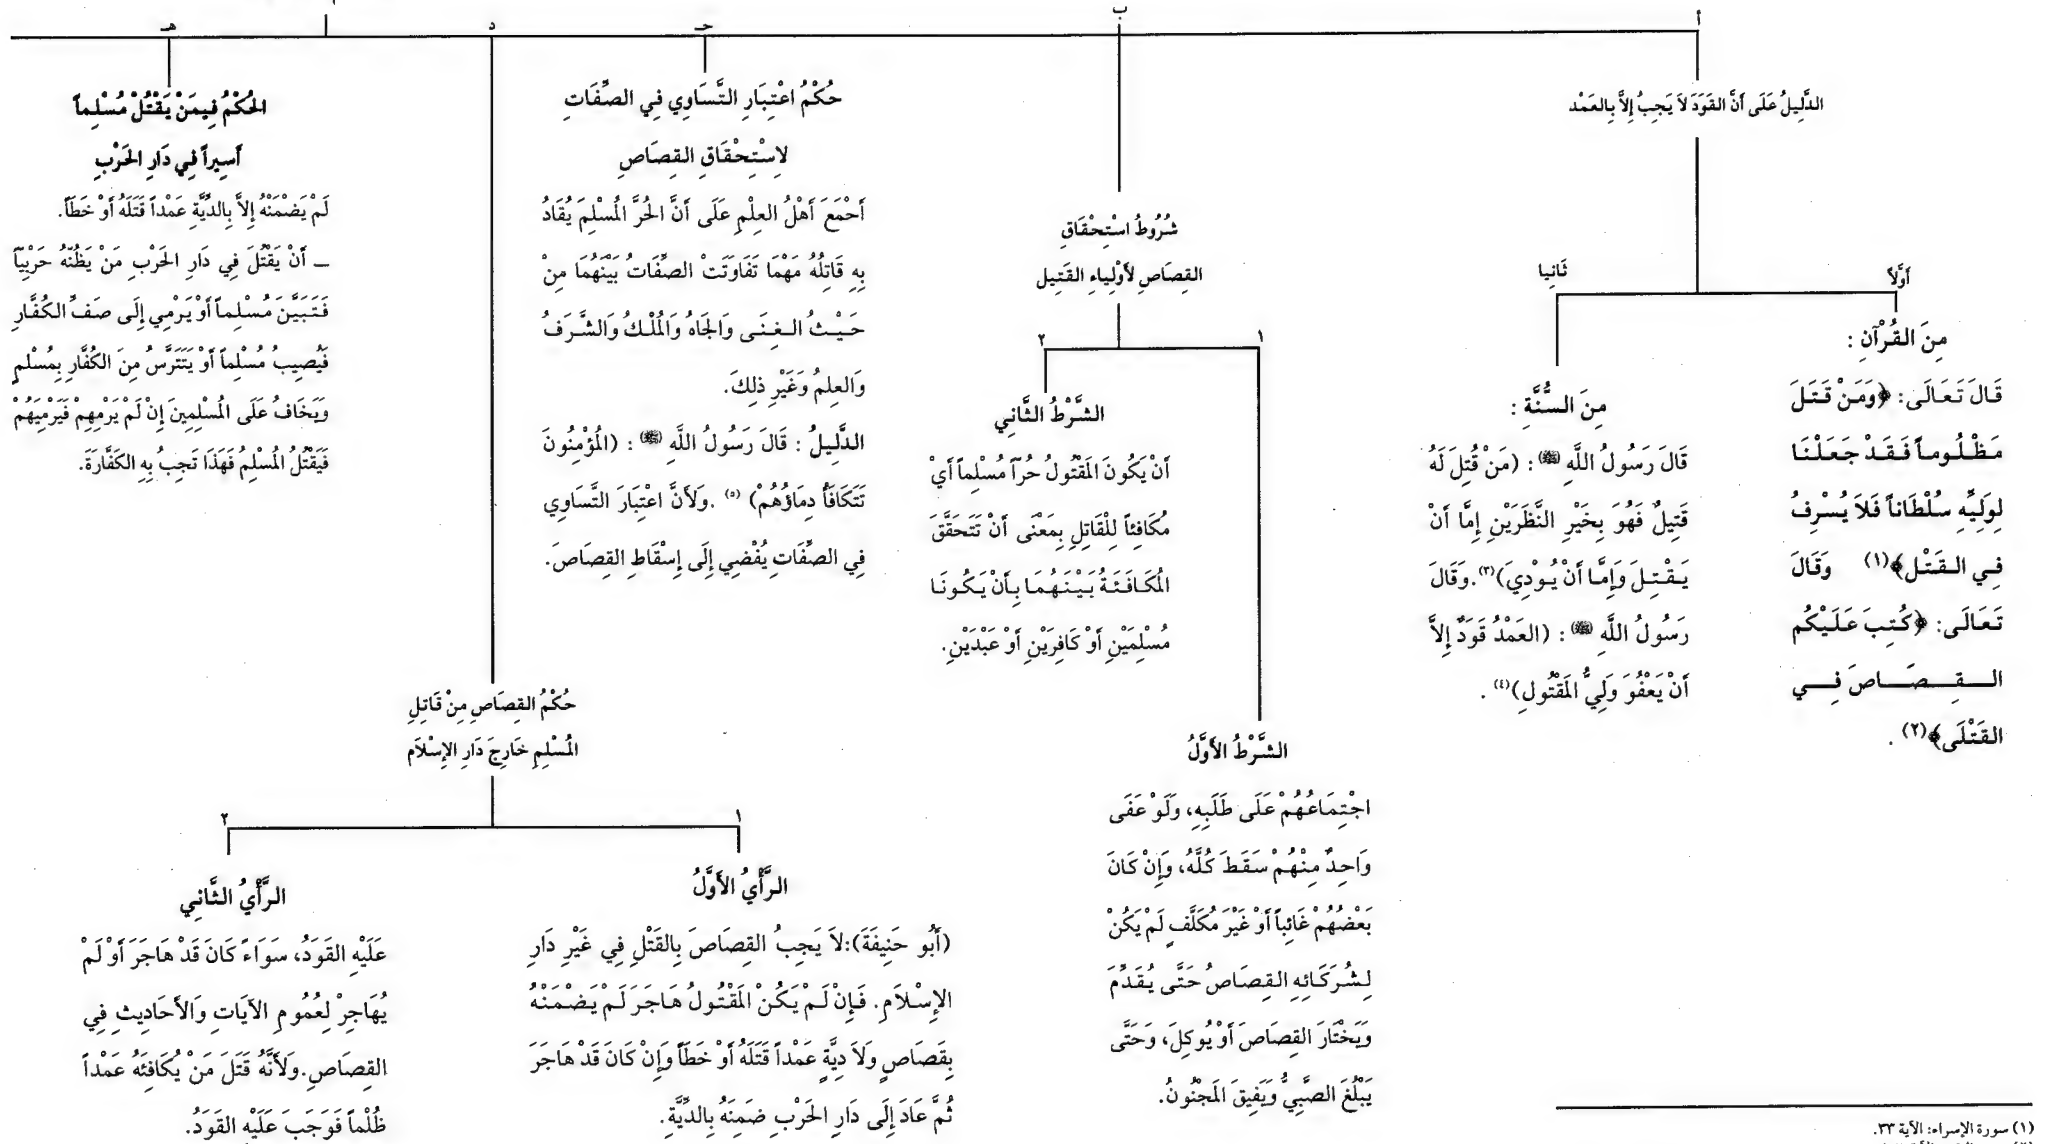 أ
الدَّلِيلُ عَلَى أَنَّ القَوَدَ لاَ يَجِبُ إِلاَّ بِالعَمْد
أَوَّلاً
مِنَ القُرْآنِ :
قَالَ تَعَالَى: ﴿وَمَنْ قَتَلَ
مَظْلُوماً فَقَدْ جَعَلْنَا
لِوَلِيِّهِ سُلْطَاناً فَلاَ يُسْرِفُ
فِي القَتْلِ﴾(١) وَقَالَ
تَعَالَى: ﴿كُتِبَ عَلَيْكُم
القِصَاصَ فِي
القَتْلَى﴾(٢) .
ثَانِيا
مِنَ السُّنَّةِ :
قَالَ رَسُولُ اللَّهِ ﷺ : (مَنْ قُتِلَ لَهُ
قَتِيلٌ فَهُوَ بِخَيْرِ النَّظَرَيْنِ إِمَّا أَنْ
يَقْتِلَ وَإِمَّا أَنْ يُوْدِيَ)(٣). وَقَالَ
رَسُولُ اللَّهِ ﷺ : (العَمْدُ قَوَدٌ إِلاَّ
أَنْ يَعْفُوَ وَلِيُّ المَقْتُولِ)(٤) .
ب
شُرُوطُ اسْتِحْقَاقِ
القِصَاصِ لأَوْلِيَاءِ القَتِيل
١
الشَّرْطُ الأَوَّلُ
اجْتِمَاعُهُمْ عَلَى طَلَبِهِ، وَلَوْ عَفَى
وَاحِدٌ مِنْهُمْ سَقَطَ كُلَّهُ، وَإِنْ كَانَ
بَعْضُهُمْ غَائِباً أَوْ غَيْرَ مُكَلَّفٍ لَمْ يَكُنْ
لِشُرَكَائِهِ القِصَاصُ حَتَّى يُقَدَّمَ
وَيَخْتَارَ القِصَاصَ أَوْ يُوكِلَ، وَحَتَّى
يَبْلُغَ الصَّبِيُّ وَيَفِيقَ المَجْنُونُ.
٢
الشَّرْطُ الثَّانِي
أَنْ يَكُونَ المَقْتُولُ حُرّاً مُسْلِماً أَيْ
مُكَافِئاً لِلْقَاتِلِ بِمَعْنَى أَنْ تَتَحَقَّقَ
المُكَافَئَةُ بَيْنَهُمَا بِأَنْ يَكُونَا
مُسْلِمَيْنِ أَوْ كَافِرَيْنِ أَوْ عَبْدَيْنِ.
حـ
حُكْمُ اعْتِبَارِ التَّسَاوِي فِي الصِّفَاتِ
لاِسْتِحْقَاقِ القِصَاصِ
أَحْمَعَ أَهْلُ العِلْمِ عَلَى أَنَّ الحُرَّ المُسْلِمَ يُقَادُ
بِهِ قَاتِلُهُ مَهْمَا تَفَاوَتَتْ الصِّفَاتُ بَيْنَهُمَا مِنْ
حَيْثُ الغِنَى وَالجَاهُ وَالمُلْكُ وَالشَّرَفُ
وَالعِلمُ وَغَيْرِ ذلِكَ.
الدَّلِيلُ : قَالَ رَسُولُ اللَّهِ ﷺ : (المُؤْمِنُونَ
تَتَكَافَأُ دِمَاؤُهُمْ) (٥) .وَلأَنَّ اعْتِبَارَ التَّسَاوِي
فِي الصِّفَاتِ يُفْضِي إِلَى إِسْقَاطِ القِصَاصَ.
د
حُكْمُ القِصَاصِ مِنْ قَاتِلِ
المُسْلِمِ خَارِجَ دَارِ الإِسْلاَم
١
الرَّأْيُ الأَوَّلُ
(أَبُو حَنِيفَةَ):لاَ يَجِبُ القِصَاصَ بِالقَتْلِ فِي غَيْرِ دَارِ
الإِسْلاَمِ. فَإِنْ لَمْ يَكُنْ المَقْتُولُ هَاجَرَ لَمْ يَضْمَنْهُ
بِقَصَاصٍ وَلاَ دِيَّةٍ عَمْداً قَتَلَهُ أَوْ خَطَأً وَإِنْ كَانَ قَدْ هَاجَرَ
ثُمَّ عَادَ إِلَى دَارِ الحَرْبِ ضَمِنَهُ بِالدِّيَّةِ.
٢
الرَّأْيُ الثَّانِي
عَلَيْهِ القَوَدُ، سَوَاءً كَانَ قَدْ هَاجَرَ أَوْ لَمْ
يُهَاجِرْ لِعُمُومِ الآيَاتِ وَالأَحَادِيثِ فِي
القِصَاصِ.وَلأَنَّهُ قَتَلَ مَنْ يُكَافِئَهُ عَمْداً
ظُلْماً فَوَجَبَ عَلَيْهِ القَوَدُ.
هـ
الحُكْمُ فِيمَنْ يَقْتُلْ مُسْلِماً
أَسِيراً فِي دَارِ الحَرْبِ
لَمْ يَضْمَنْهُ إِلاَّ بِالدِّيَّةِ عَمْداً قَتَلَهُ أَوْ خَطَأً.
ــ أَنْ يَقْتُلَ فِي دَارِ الحَرْبِ مَنْ يَظُنّهُ حَرْبِيّاً
فَتَبَيَّنَ مُسْلِماً أَوْ يَرْمِي إِلَى صَفِّ الكُفَّارِ
فَيُصِيبُ مُسْلِماً أَوْ يَتَتَرَّسُ مِنَ الكُفَّارِ بِمُسْلِمٍ
وَيَخَافُ عَلَى المُسْلِمِينَ إِنْ لَمْ يَرْمِهِمْ فَيَرْمِيَهُمْ
فَيَقْتُلُ المُسْلِمُ فَهَذَا تَجِبُ بِهِ الكَفَّارَةَ.
(١) سورة الإسراء: الآية ٣٣.